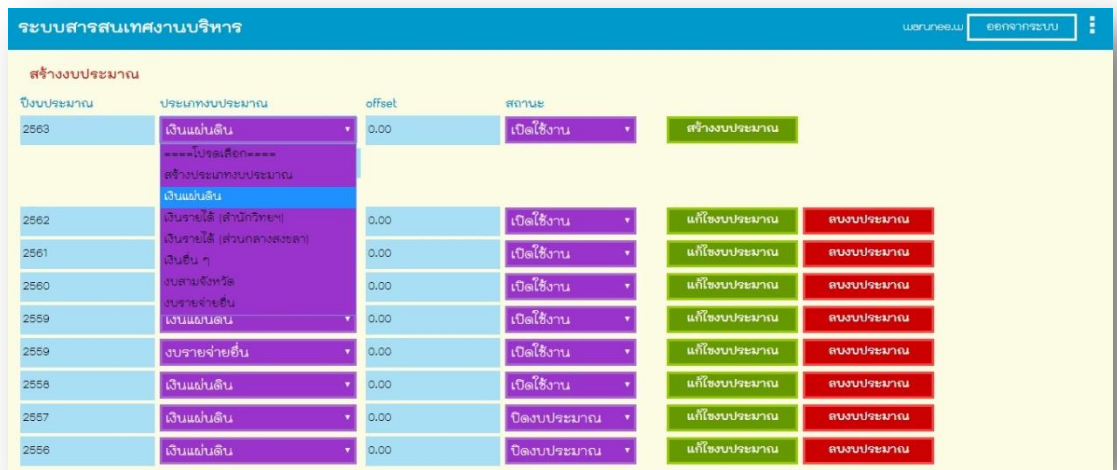 ระบบสารสนเทศงานบริหาร warunee.w ออกจากระบบ
สร้างงบประมาณ
ปีงบประมาณ ประเภทงบประมาณ offset สถานะ
2563 เงินแผ่นดิน 0.00 เปิดใช้งาน สร้างงบประมาณ
====โปรดเลือก====
สร้างประเภทงบประมาณ
เงินแผ่นดิน
2562 เงินรายได้ (สำนักวิทยฯ) 0.00 เปิดใช้งาน แก้ไขงบประมาณ ลบงบประมาณ
เงินรายได้ (ส่วนกลางสงขลา)
2561 0.00 เปิดใช้งาน แก้ไขงบประมาณ ลบงบประมาณ
เงินอื่น ๆ
2560 งบสามจังหวัด 0.00 เปิดใช้งาน แก้ไขงบประมาณ ลบงบประมาณ
งบรายจ่ายอื่น
2559 เงินแผ่นดิน 0.00 เปิดใช้งาน แก้ไขงบประมาณ ลบงบประมาณ
2559 งบรายจ่ายอื่น 0.00 เปิดใช้งาน แก้ไขงบประมาณ ลบงบประมาณ
2558 เงินแผ่นดิน 0.00 เปิดใช้งาน แก้ไขงบประมาณ ลบงบประมาณ
2557 เงินแผ่นดิน 0.00 ปิดงบประมาณ แก้ไขงบประมาณ ลบงบประมาณ
2556 เงินแผ่นดิน 0.00 ปิดงบประมาณ แก้ไขงบประมาณ ลบงบประมาณ